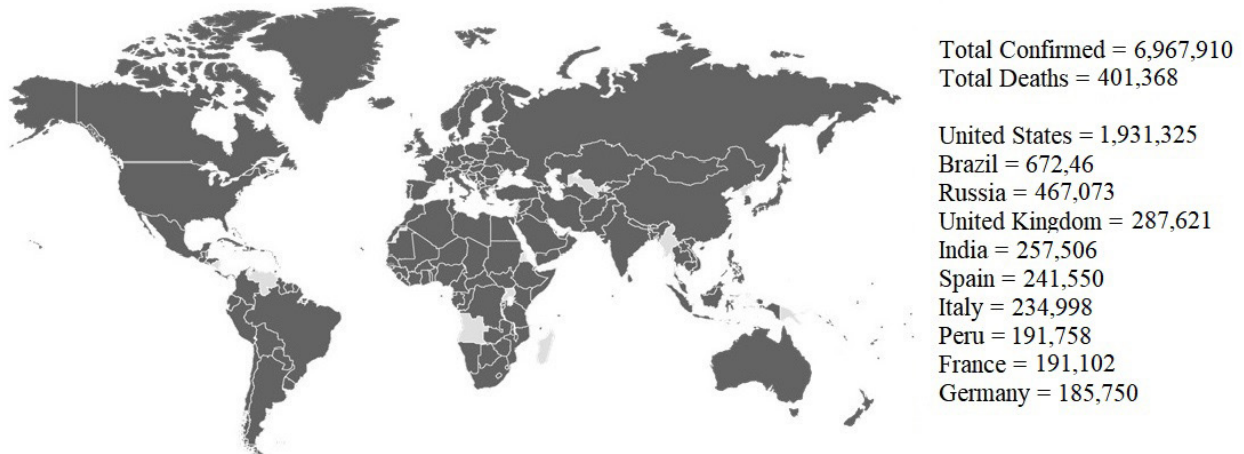 Total Confirmed = 6,967,910
Total Deaths = 401,368
United States = 1,931,325
Brazil = 672,46
Russia = 467,073
United Kingdom = 287,621
India = 257,506
Spain = 241,550
Italy = 234,998
Peru = 191,758
France = 191,102
Germany = 185,750